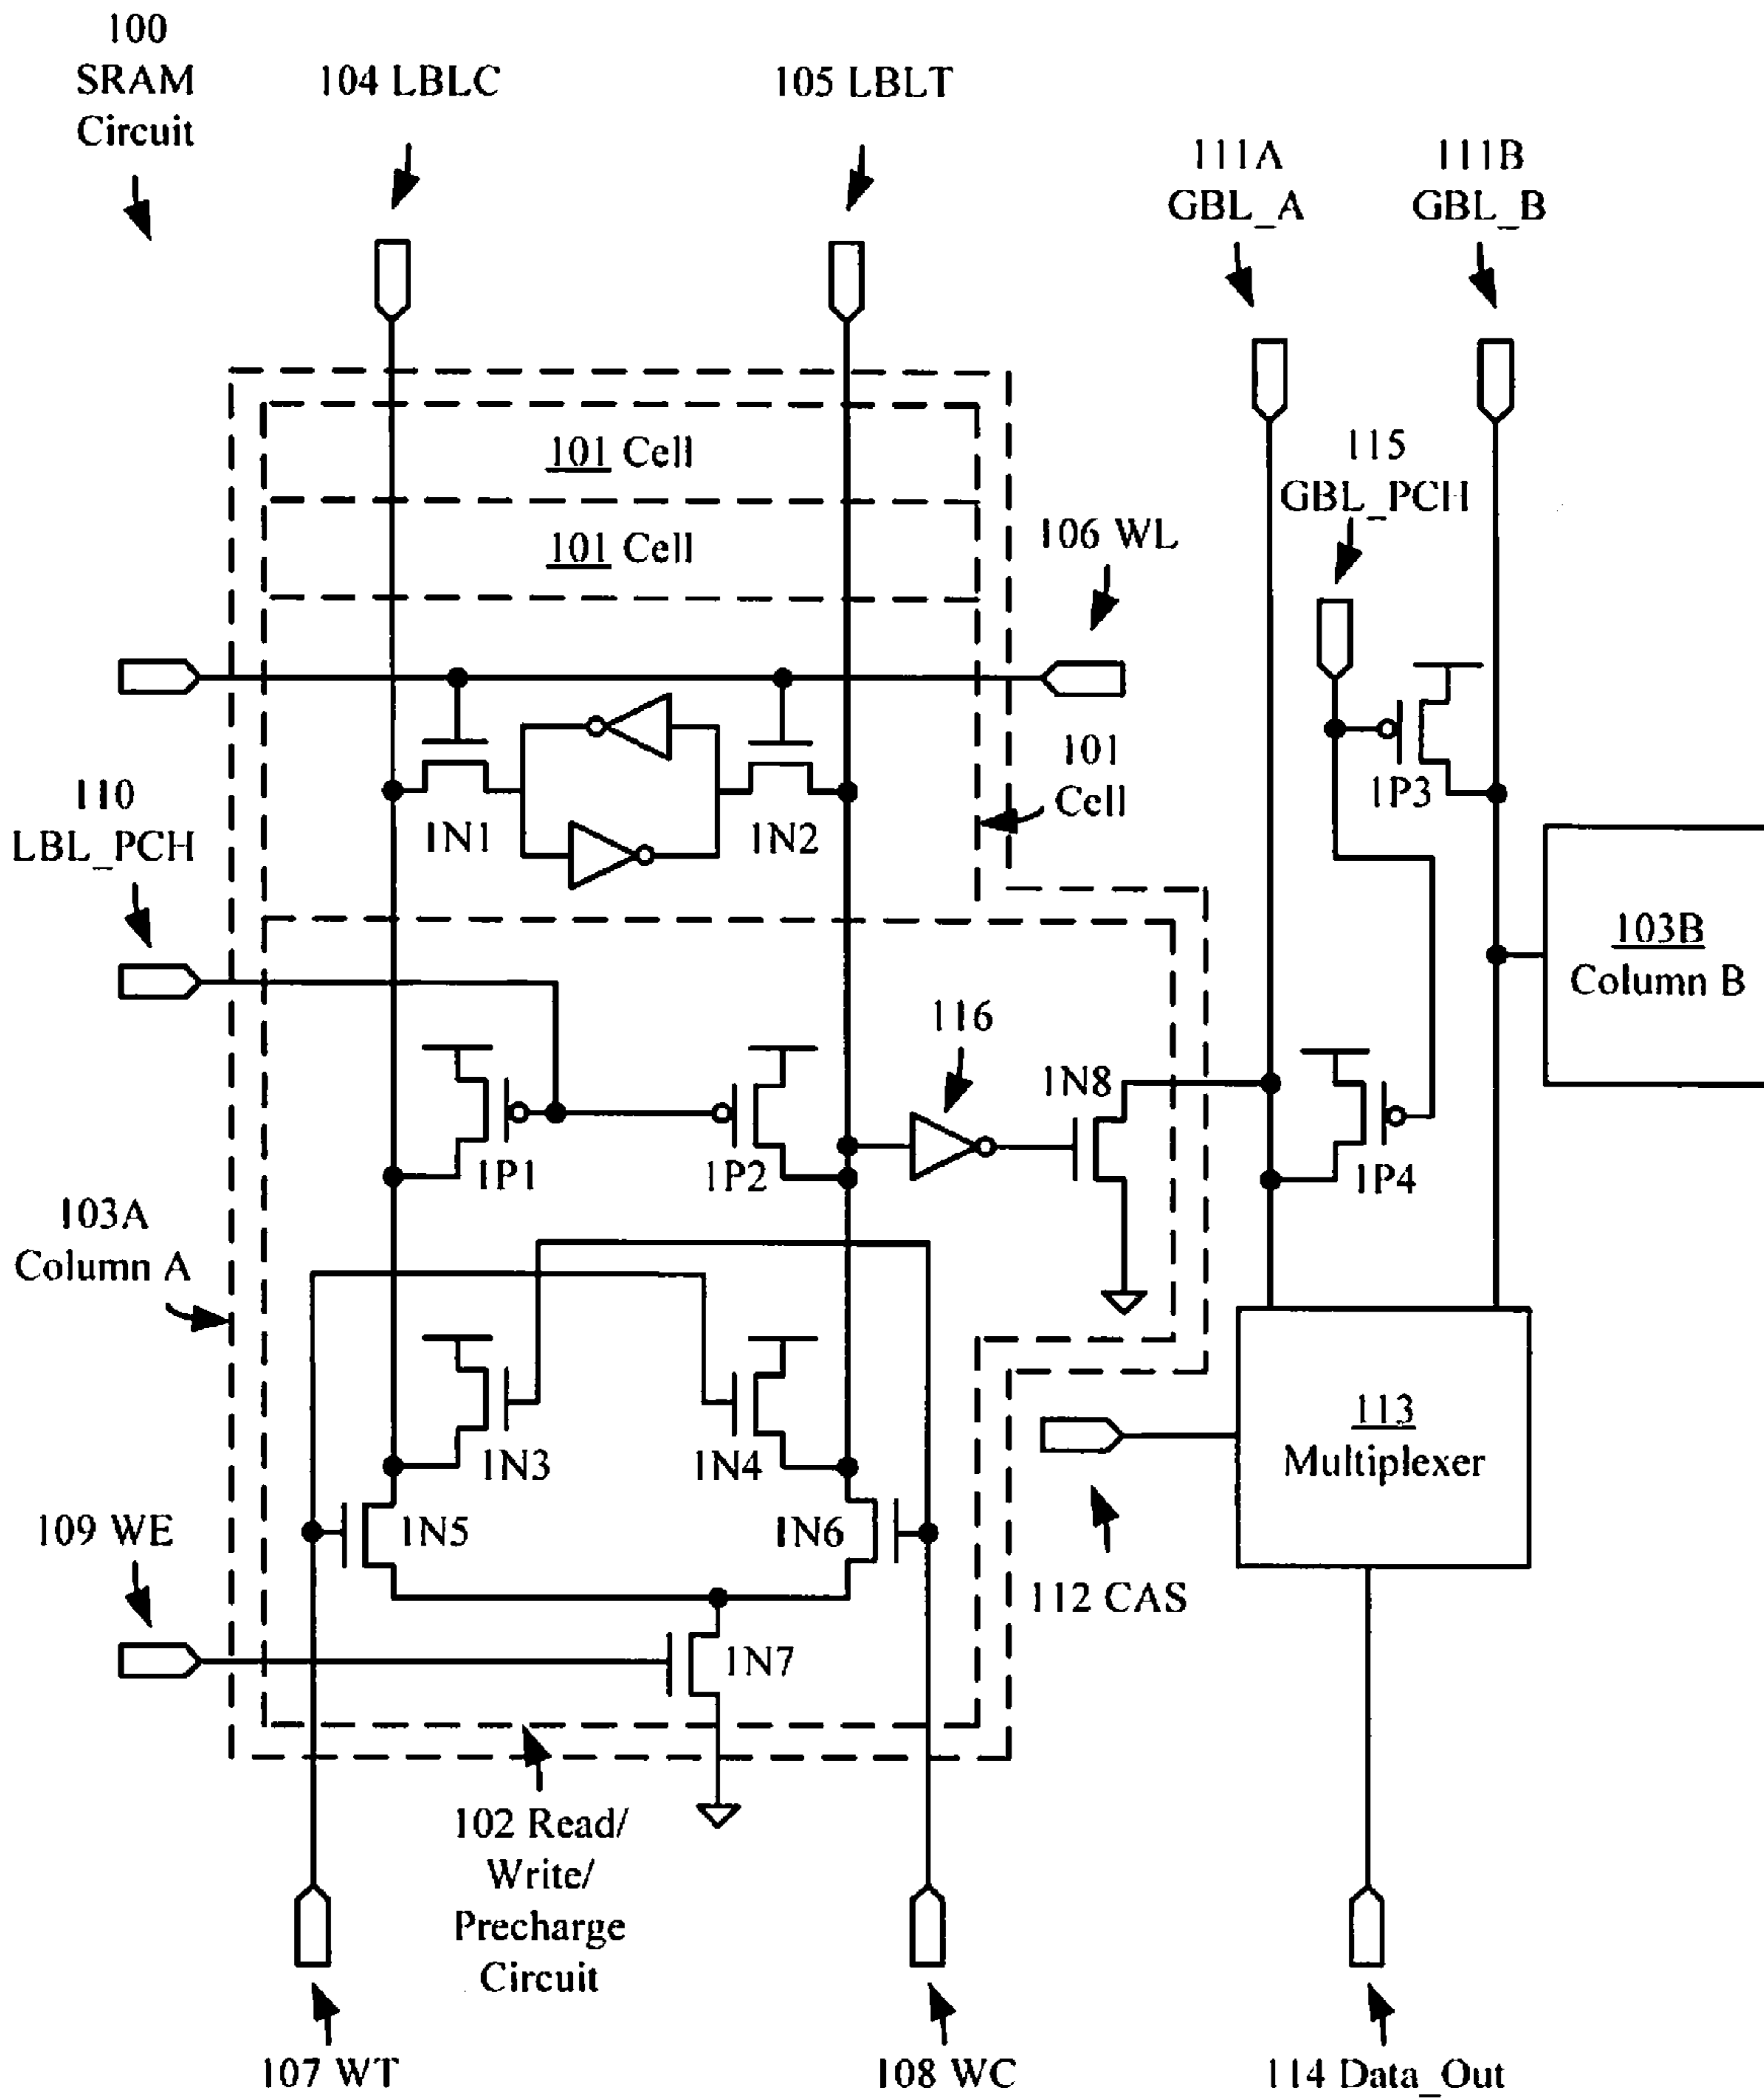 100
SRAM
Circuit
104 LBLC
105 LBLT
111A
GBL_A
111B
GBL_B
101 Cell
101 Cell
115
GBL_PCH
106 WL
101
Cell
1N1
1N2
1P3
110
LBL_PCH
103B
Column B
116
1N8
1P1
1P2
1P4
103A
Column A
1N3
1N4
113
Multiplexer
109 WE
1N5
1N6
112 CAS
1N7
102 Read/
Write/
Precharge
Circuit
107 WT
108 WC
114 Data_Out